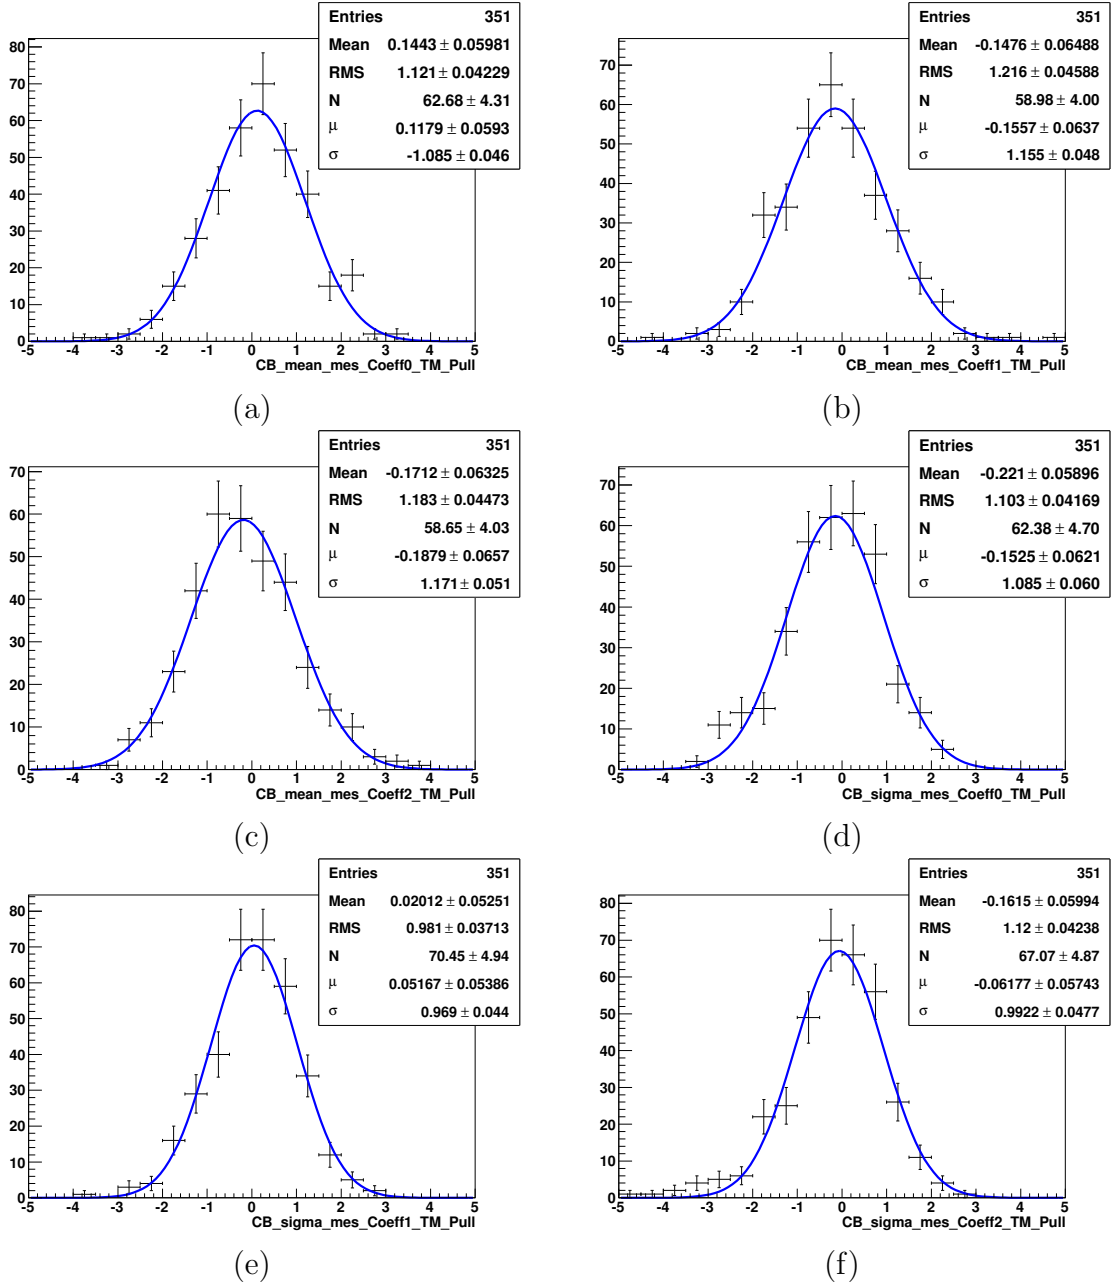 Entries 351
Mean 0.1443 ± 0.05981
RMS 1.121 ± 0.04229
N 62.68 ± 4.31
μ 0.1179 ± 0.0593
σ -1.085 ± 0.046
80
70
60
50
40
30
20
10
0
-5 -4 -3 -2 -1 0 1 2 3 4 5
CB_mean_mes_Coeff0_TM_Pull
(a)
Entries 351
Mean -0.1476 ± 0.06488
RMS 1.216 ± 0.04588
N 58.98 ± 4.00
μ -0.1557 ± 0.0637
σ 1.155 ± 0.048
70
60
50
40
30
20
10
0
-5 -4 -3 -2 -1 0 1 2 3 4 5
CB_mean_mes_Coeff1_TM_Pull
(b)
Entries 351
Mean -0.1712 ± 0.06325
RMS 1.183 ± 0.04473
N 58.65 ± 4.03
μ -0.1879 ± 0.0657
σ 1.171 ± 0.051
70
60
50
40
30
20
10
0
-5 -4 -3 -2 -1 0 1 2 3 4 5
CB_mean_mes_Coeff2_TM_Pull
(c)
Entries 351
Mean -0.221 ± 0.05896
RMS 1.103 ± 0.04169
N 62.38 ± 4.70
μ -0.1525 ± 0.0621
σ 1.085 ± 0.060
70
60
50
40
30
20
10
0
-5 -4 -3 -2 -1 0 1 2 3 4 5
CB_sigma_mes_Coeff0_TM_Pull
(d)
Entries 351
Mean 0.02012 ± 0.05251
RMS 0.981 ± 0.03713
N 70.45 ± 4.94
μ 0.05167 ± 0.05386
σ 0.969 ± 0.044
80
70
60
50
40
30
20
10
0
-5 -4 -3 -2 -1 0 1 2 3 4 5
CB_sigma_mes_Coeff1_TM_Pull
(e)
Entries 351
Mean -0.1615 ± 0.05994
RMS 1.12 ± 0.04238
N 67.07 ± 4.87
μ -0.06177 ± 0.05743
σ 0.9922 ± 0.0477
80
70
60
50
40
30
20
10
0
-5 -4 -3 -2 -1 0 1 2 3 4 5
CB_sigma_mes_Coeff2_TM_Pull
(f)